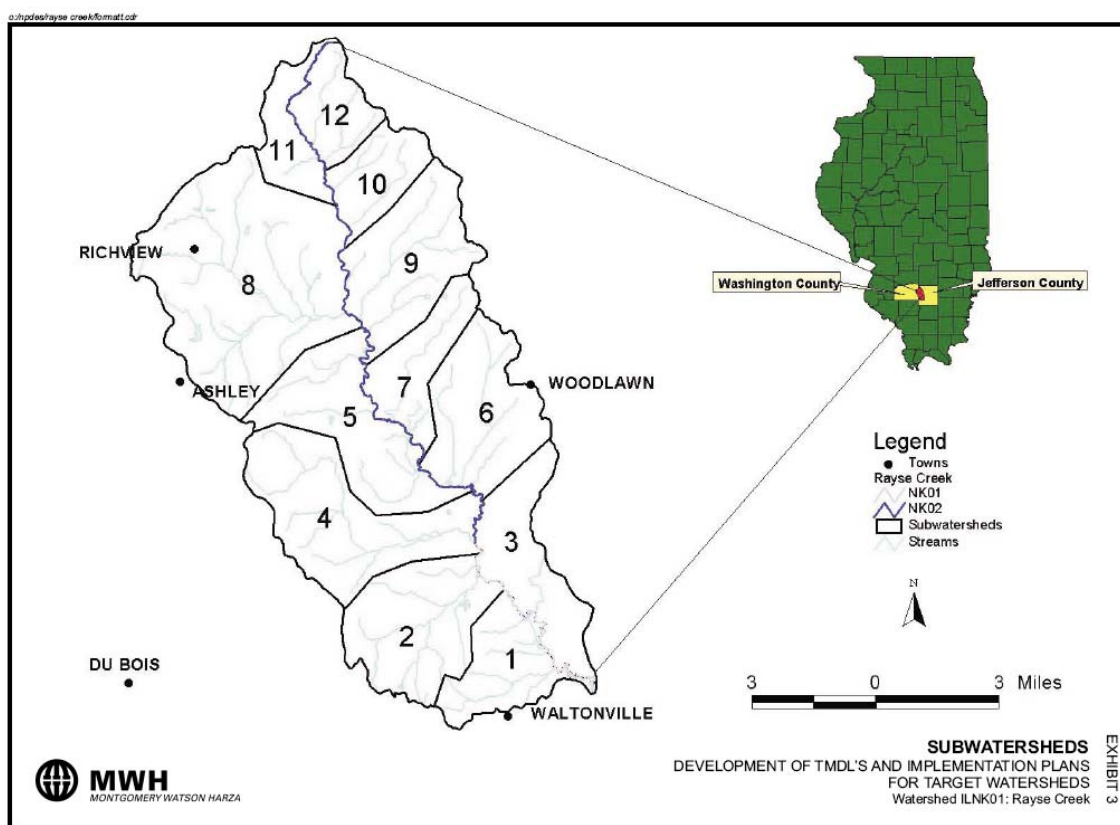 o:/npdes/rayse creek/formatt.cdr
12
11
10
RICHVIEW
9
8
Washington County
Jefferson County
ASHLEY
7
WOODLAWN
5
6
Legend
Towns
Rayse Creek
NK01
NK02
Subwatersheds
Streams
4
3
N
2
1
DU BOIS
WALTONVILLE
3 0 3 Miles
SUBWATERSHEDS
DEVELOPMENT OF TMDL'S AND IMPLEMENTATION PLANS
FOR TARGET WATERSHEDS
Watershed ILNK01: Rayse Creek
EXHIBIT 3
MWH
MONTGOMERY WATSON HARZA